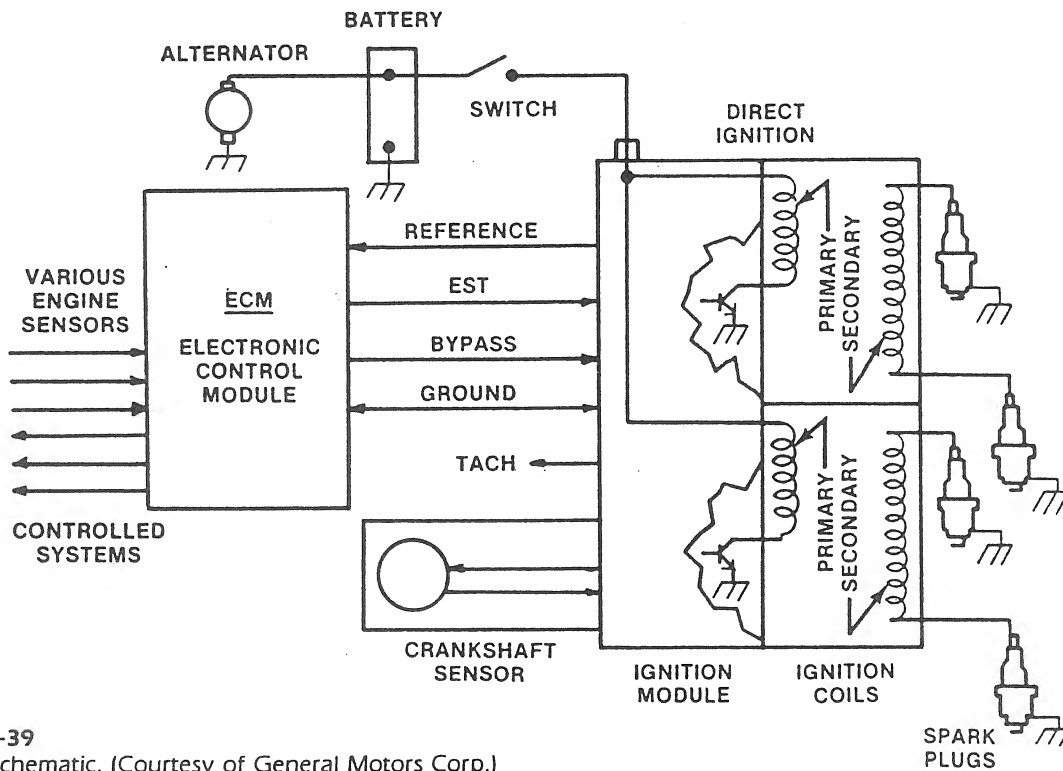 BATTERY
ALTERNATOR
SWITCH
DIRECT
IGNITION
REFERENCE
EST
BYPASS
GROUND
TACH
VARIOUS
ENGINE
SENSORS
ECM
ELECTRONIC
CONTROL
MODULE
CONTROLLED
SYSTEMS
PRIMARY
SECONDARY
PRIMARY
SECONDARY
CRANKSHAFT
SENSOR
IGNITION
MODULE
IGNITION
COILS
SPARK
PLUGS
-39
chematic. (Courtesy of General Motors Corp.)